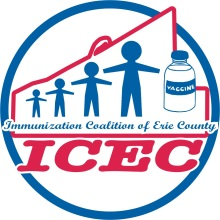 VACCINE
Immunization Coalition of Erie County
ICEC